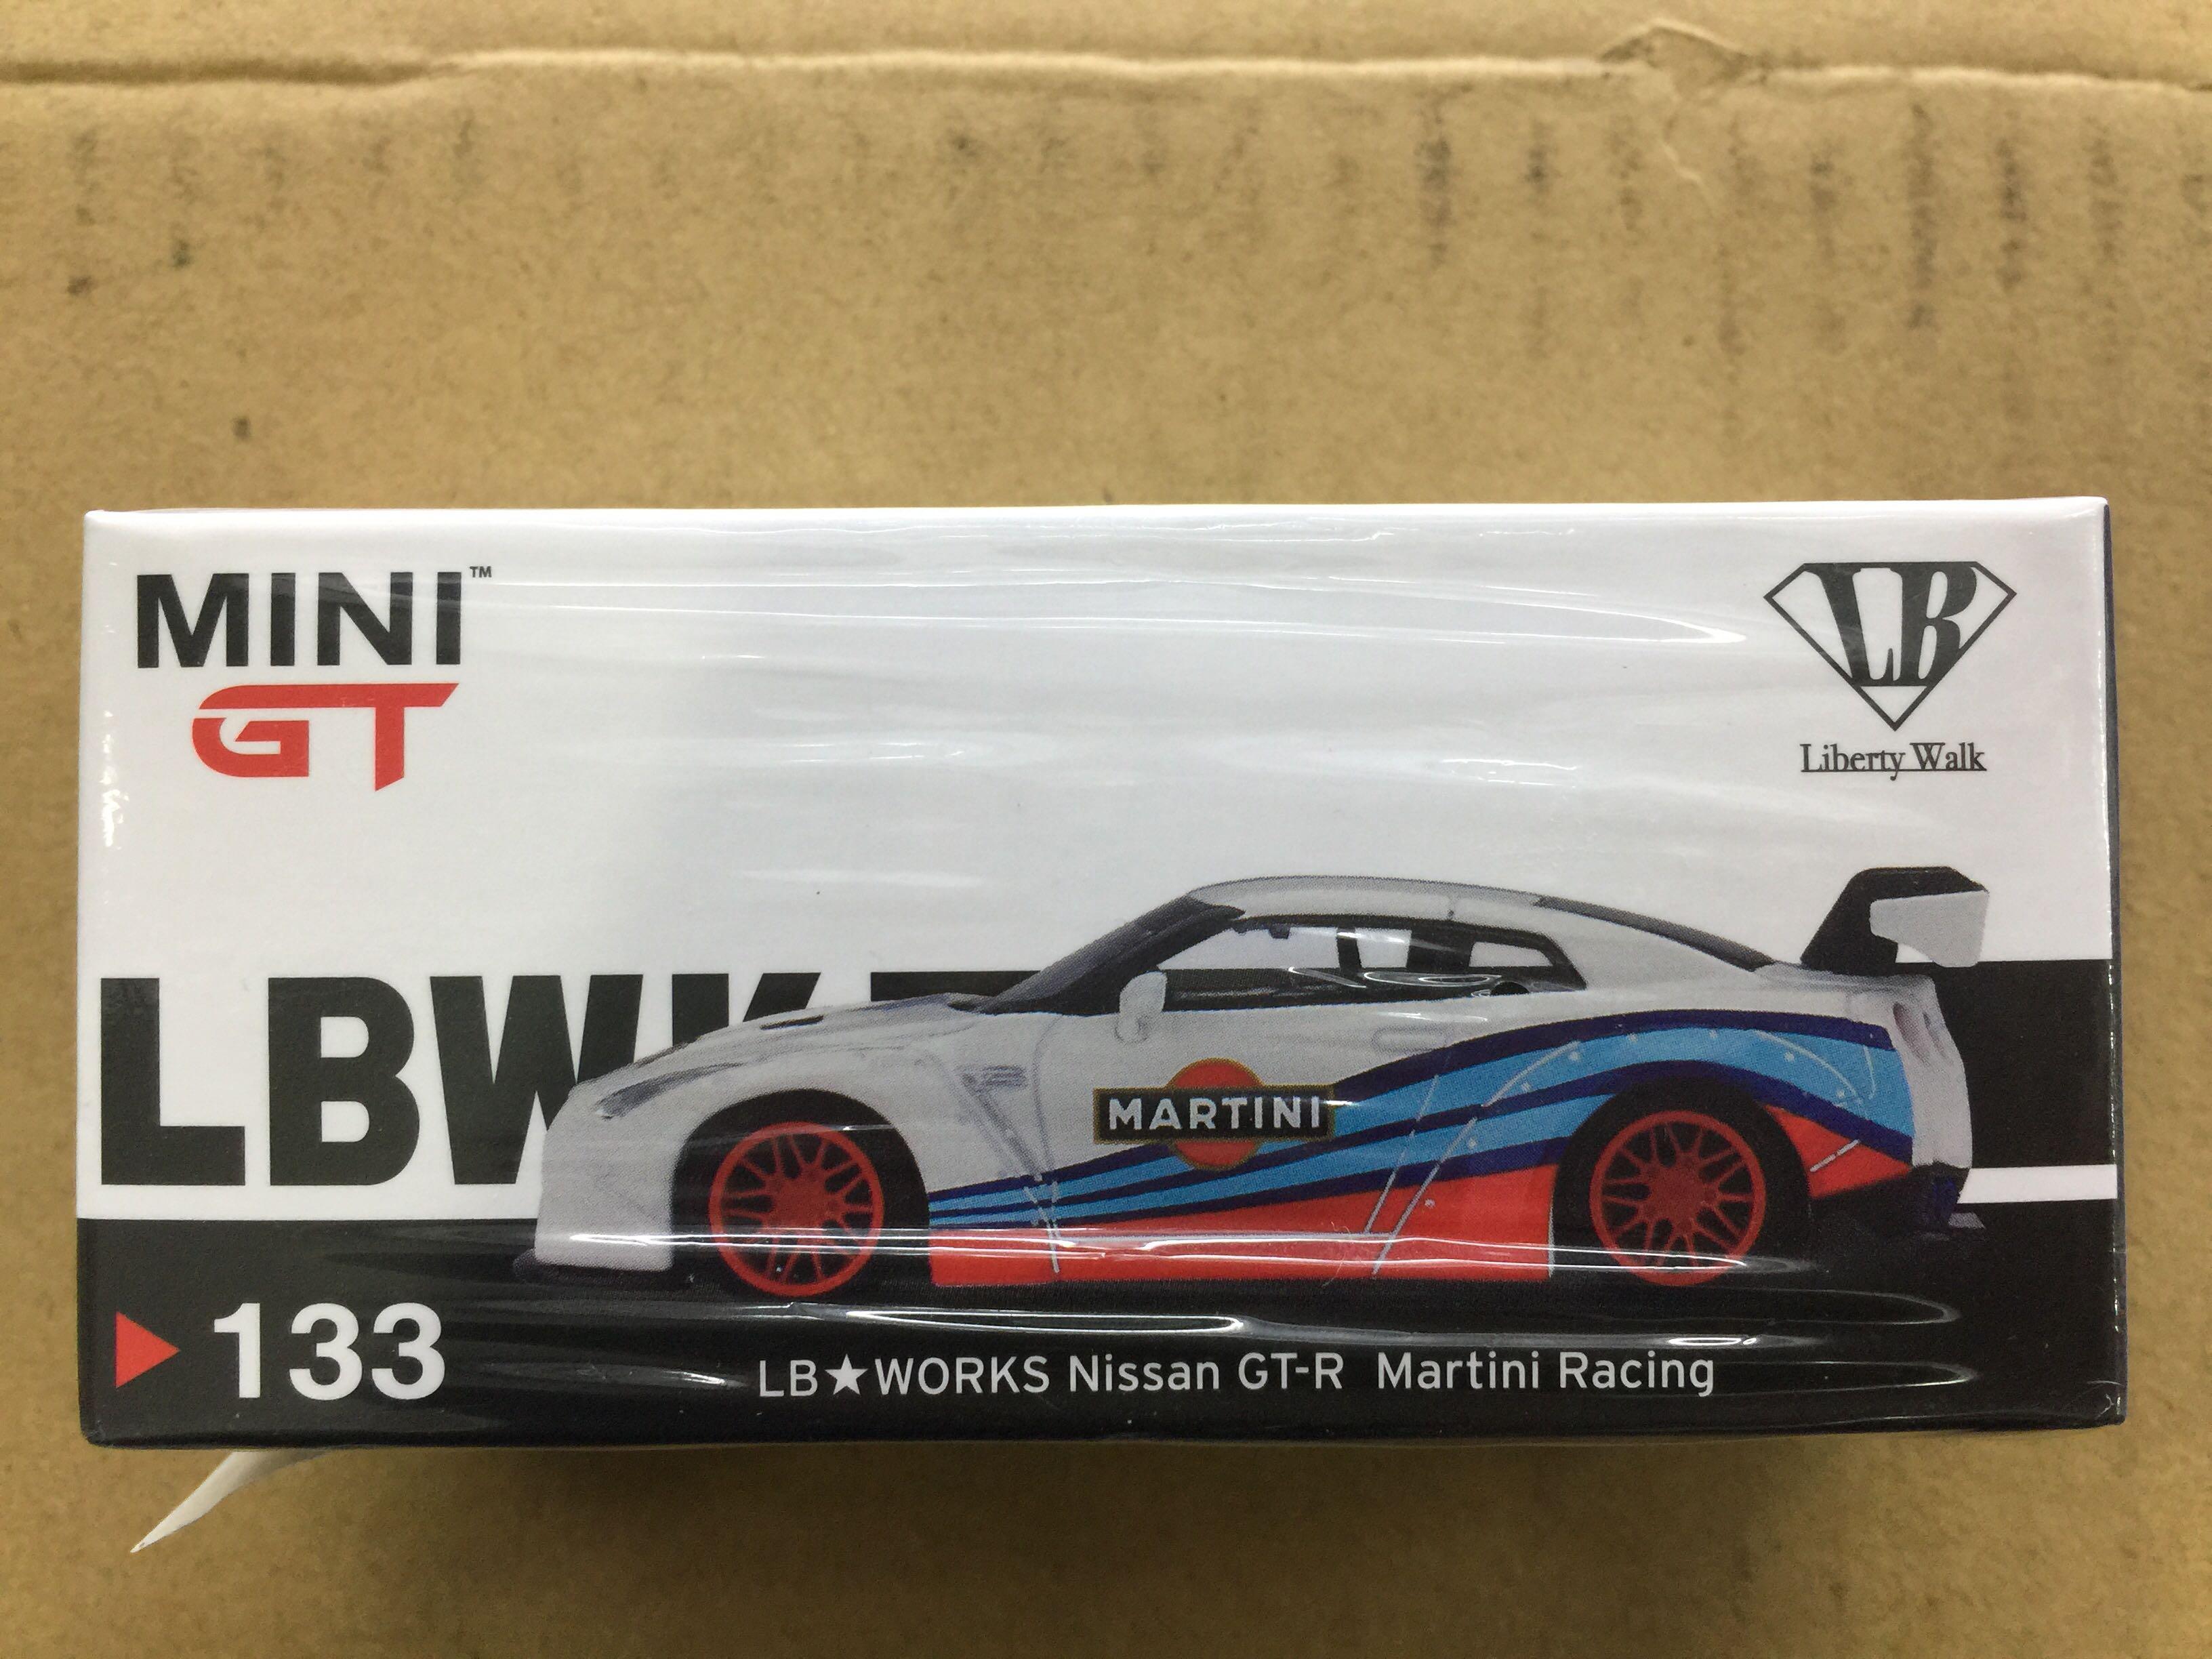 MINI™
GT
LB
Liberty Walk
LBWK
MARTINI
133
LB★WORKS Nissan GT-R Martini Racing